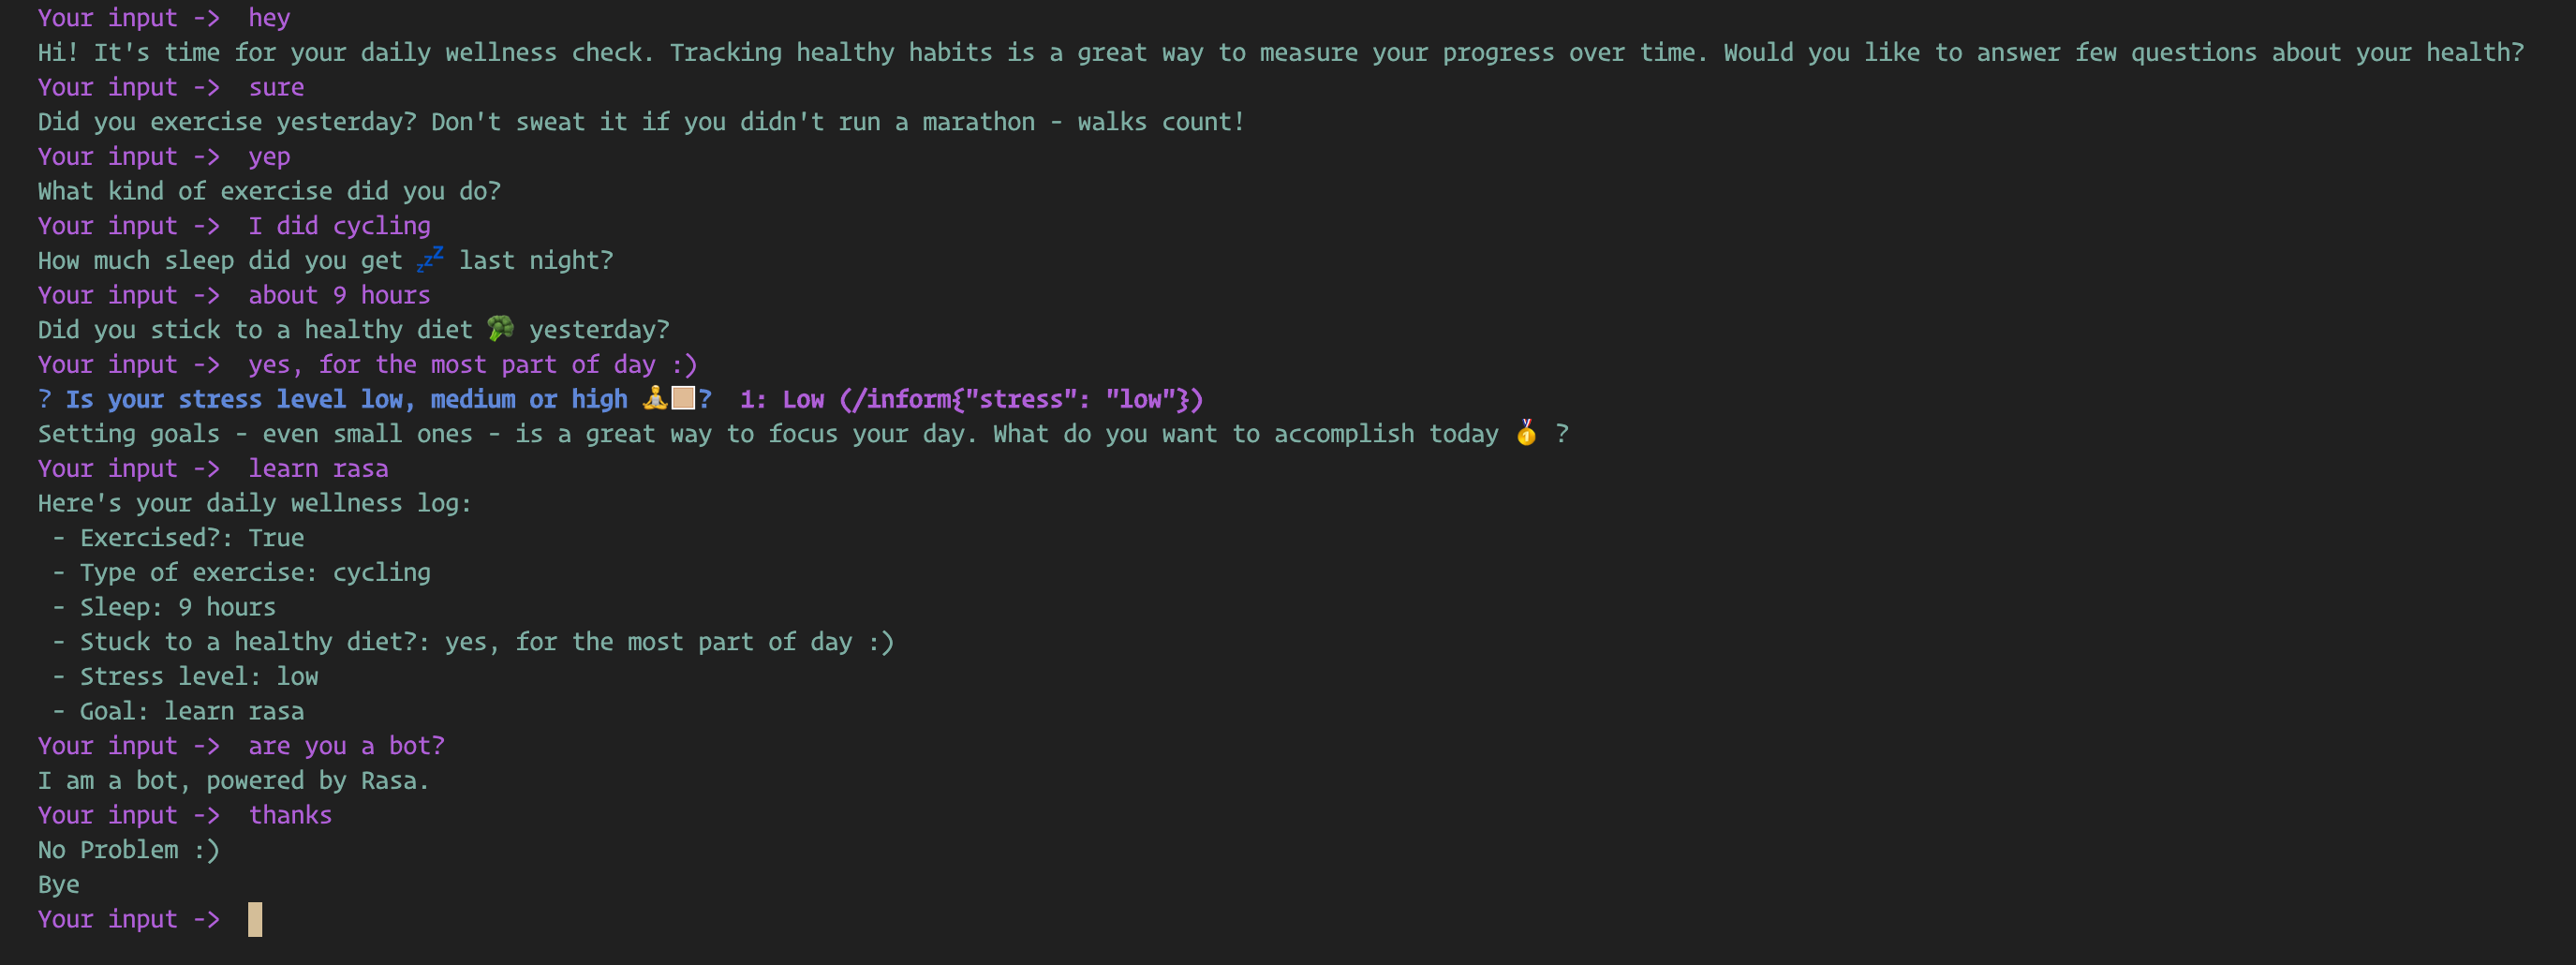 Your input ->  hey
Hi! It's time for your daily wellness check. Tracking healthy habits is a great way to measure your progress over time. Would you like to answer few questions about your health?
Your input ->  sure
Did you exercise yesterday? Don't sweat it if you didn't run a marathon - walks count!
Your input ->  yep
What kind of exercise did you do?
Your input ->  I did cycling
How much sleep did you get 💤 last night?
Your input ->  about 9 hours
Did you stick to a healthy diet 🥦 yesterday?
Your input ->  yes, for the most part of day :)
? Is your stress level low, medium or high 🧘🏼?  1: Low (/inform{"stress": "low"})
Setting goals - even small ones - is a great way to focus your day. What do you want to accomplish today 🥇 ?
Your input ->  learn rasa
Here's your daily wellness log:
 - Exercised?: True
 - Type of exercise: cycling
 - Sleep: 9 hours
 - Stuck to a healthy diet?: yes, for the most part of day :)
 - Stress level: low
 - Goal: learn rasa
Your input ->  are you a bot?
I am a bot, powered by Rasa.
Your input ->  thanks
No Problem :)
Bye
Your input ->